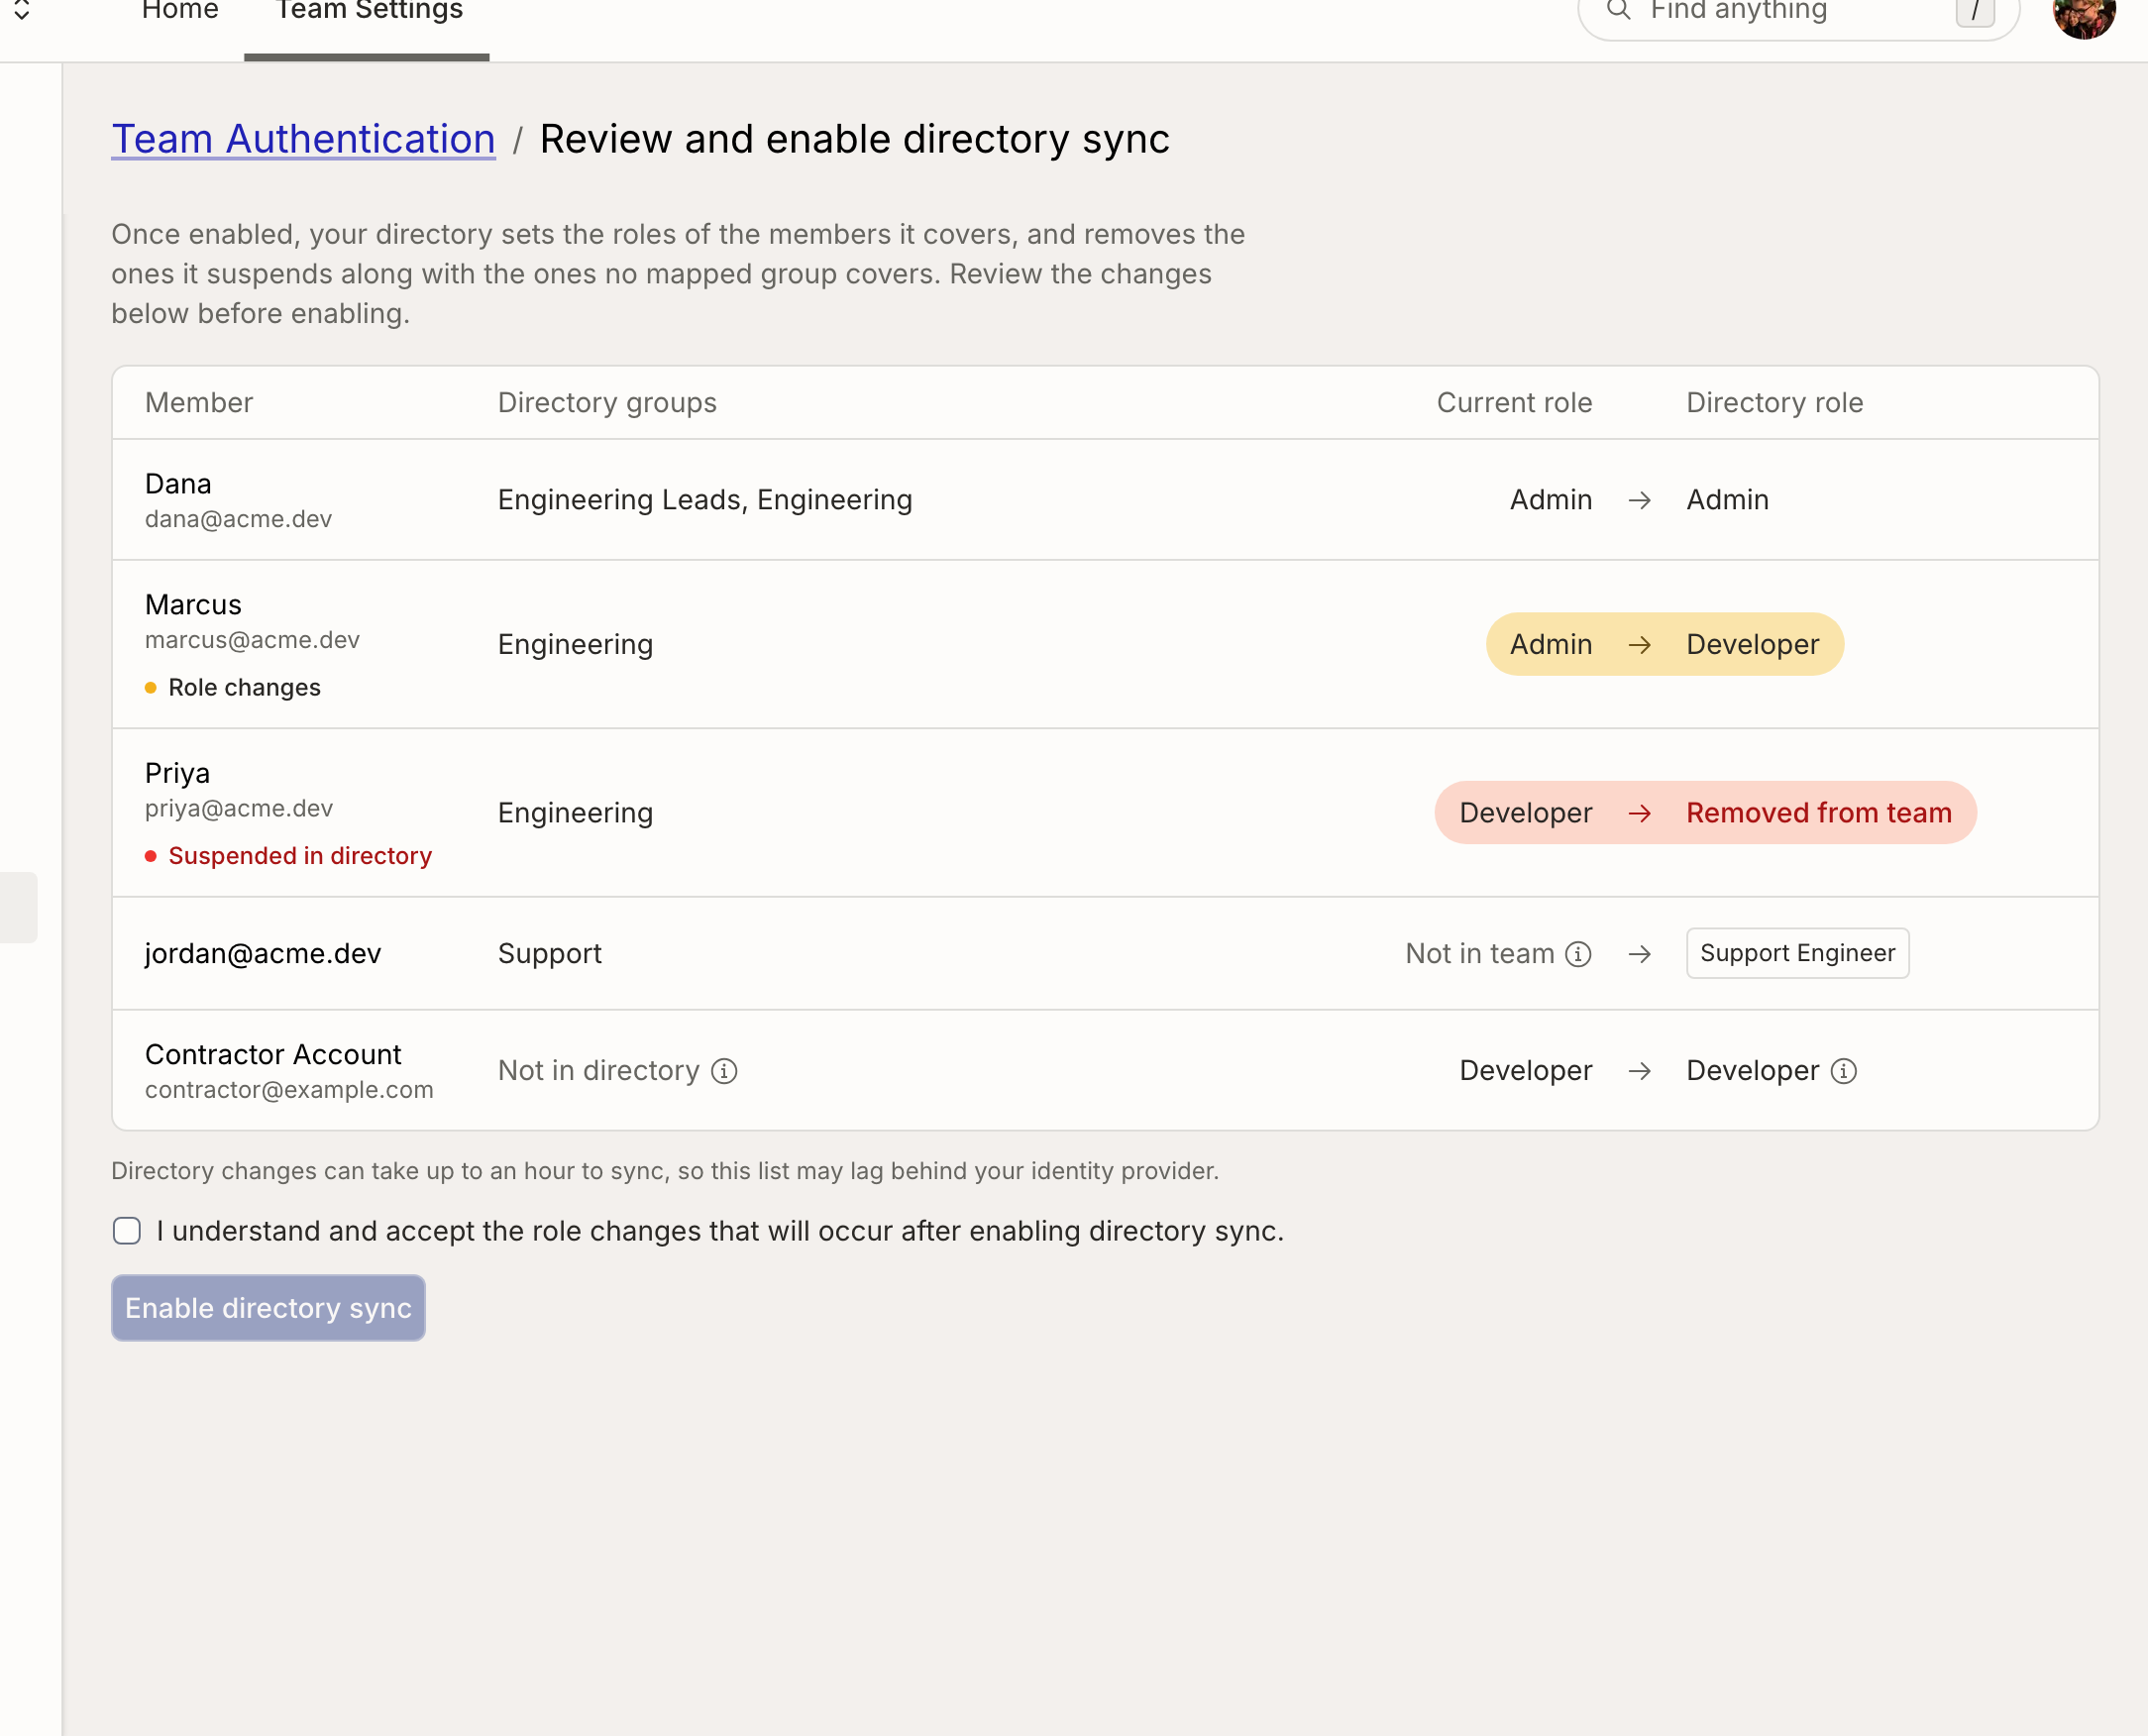 Home
Team Settings
Find anything
/
Team Authentication / Review and enable directory sync
Once enabled, your directory sets the roles of the members it covers, and removes the
ones it suspends along with the ones no mapped group covers. Review the changes
below before enabling.
Member
Directory groups
Current role
Directory role
Dana
dana@acme.dev
Engineering Leads, Engineering
Admin → Admin
Marcus
marcus@acme.dev
Role changes
Engineering
Admin → Developer
Priya
priya@acme.dev
Suspended in directory
Engineering
Developer → Removed from team
jordan@acme.dev
Support
Not in team → Support Engineer
Contractor Account
contractor@example.com
Not in directory
Developer → Developer
Directory changes can take up to an hour to sync, so this list may lag behind your identity provider.
I understand and accept the role changes that will occur after enabling directory sync.
Enable directory sync